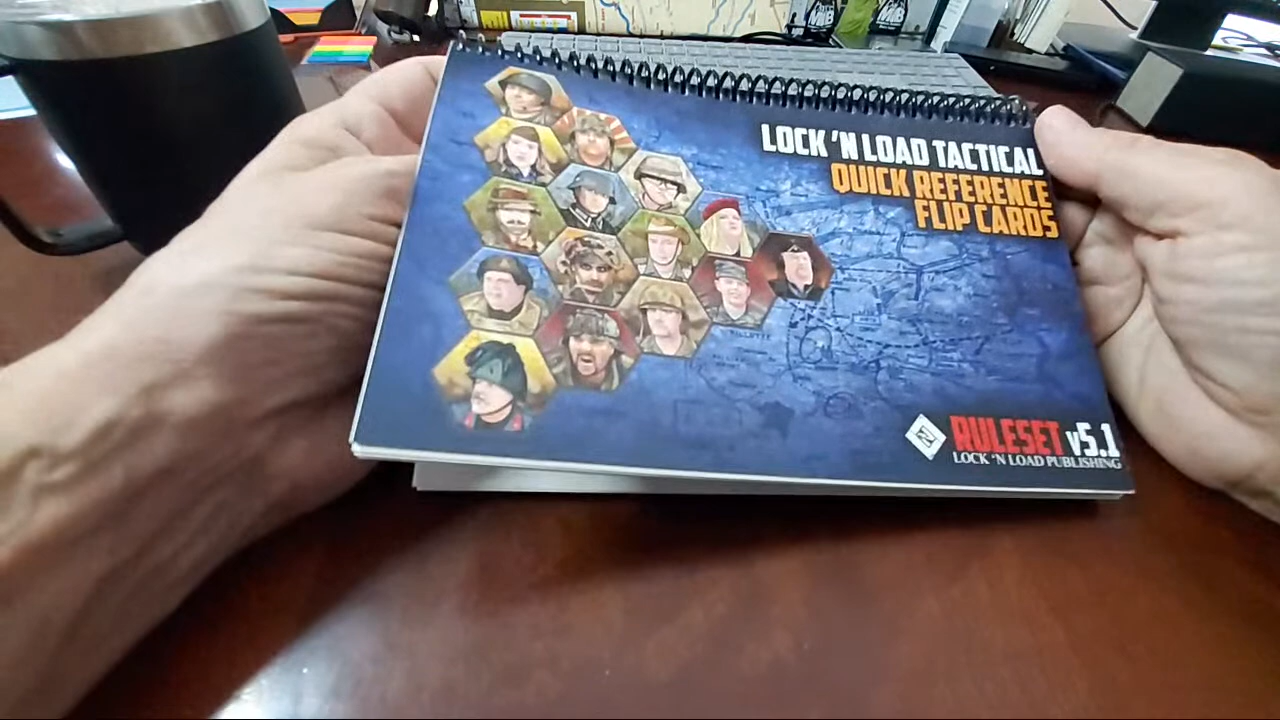 LOCK 'N LOAD TACTICAL
QUICK REFERENCE
FLIP CARDS
RULESET v5.1
LOCK 'N LOAD PUBLISHING